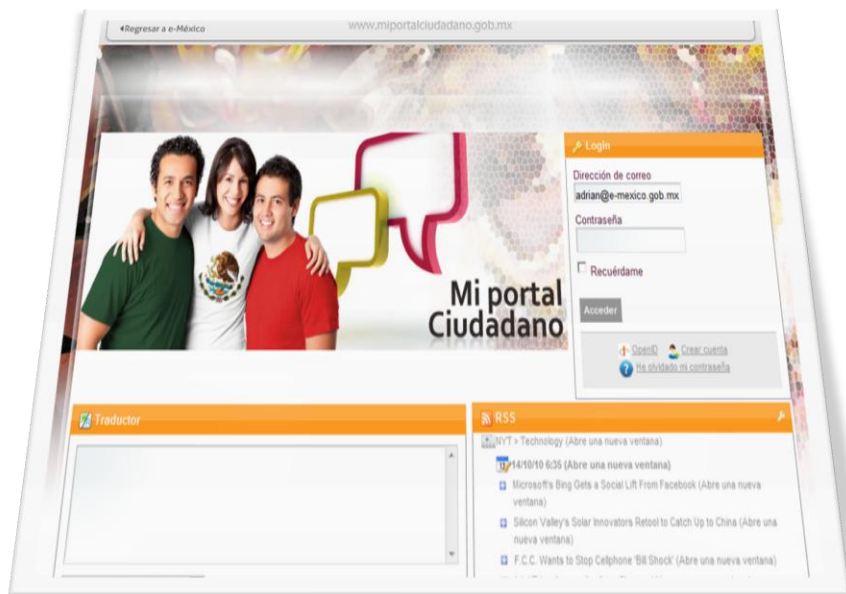 Regresar a e-México
www.miportalciudadano.gob.mx
Login
Dirección de correo
adrian@e-mexico.gob.mx
Contraseña
Recuérdame
Acceder
OpenID Crear cuenta
He olvidado mi contraseña
Mi portal
Ciudadano
Traductor
RSS
NYT > Technology (Abre una nueva ventana)
14/10/10 6:35 (Abre una nueva ventana)
Microsoft's Bing Gets a Social Lift From Facebook (Abre una nueva
ventana)
Silicon Valley's Solar Innovators Retool to Catch Up to China (Abre una
nueva ventana)
F.C.C. Wants to Stop Cellphone 'Bill Shock' (Abre una nueva ventana)